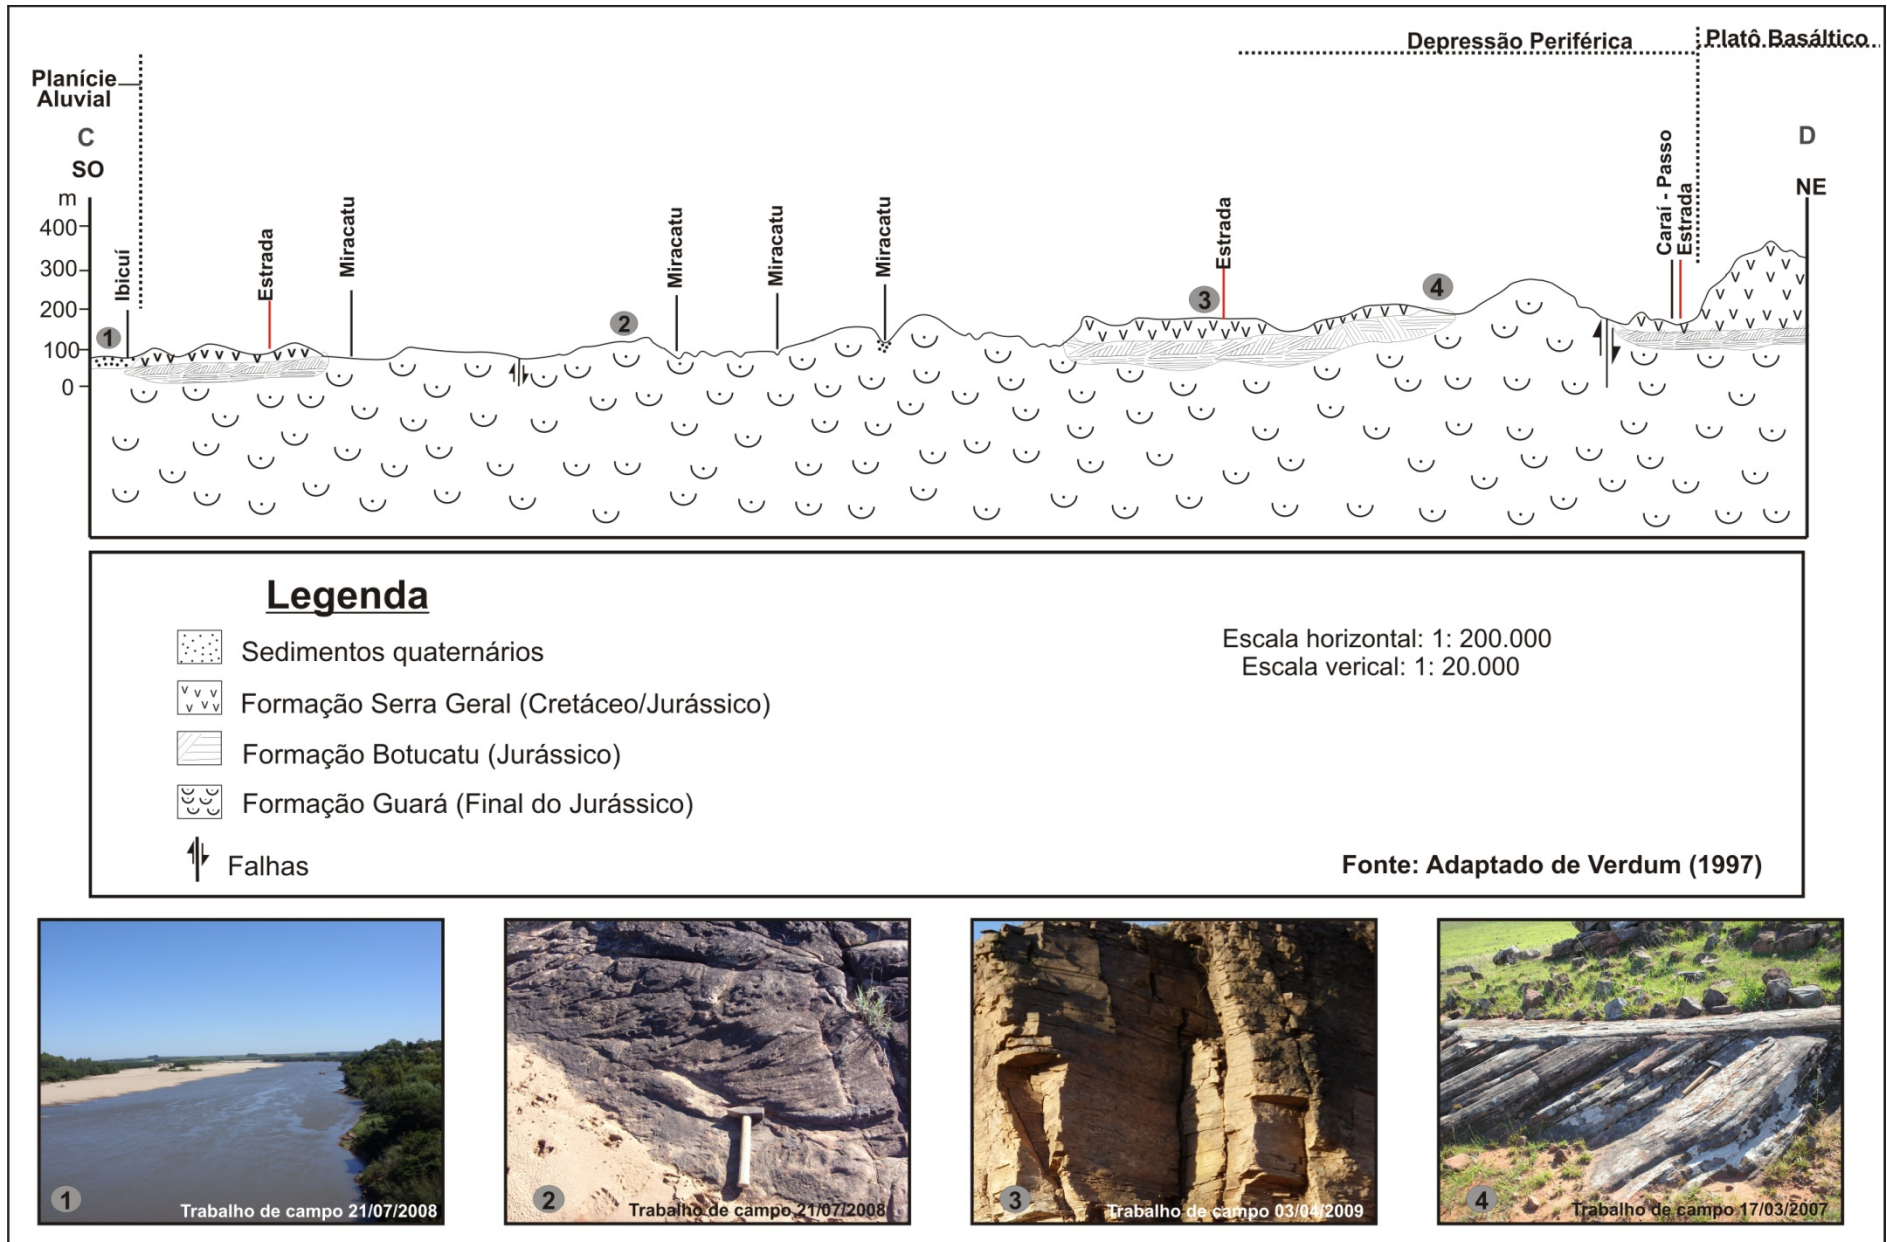 Depressão Periférica
Platô Basáltico
Planície
Aluvial
C
SO
D
NE
m
400
300
200
100
0
Ibicuí
Estrada
Miracatu
Miracatu
Miracatu
Miracatu
Estrada
Caraí - Passo
Estrada
1
2
3
4
Legenda
Sedimentos quaternários
Formação Serra Geral (Cretáceo/Jurássico)
Formação Botucatu (Jurássico)
Formação Guará (Final do Jurássico)
Falhas
Escala horizontal: 1: 200.000
Escala verical: 1: 20.000
Fonte: Adaptado de Verdum (1997)
1
Trabalho de campo 21/07/2008
2
Trabalho de campo 21/07/2008
3
Trabalho de campo 03/04/2009
4
Trabalho de campo 17/03/2007